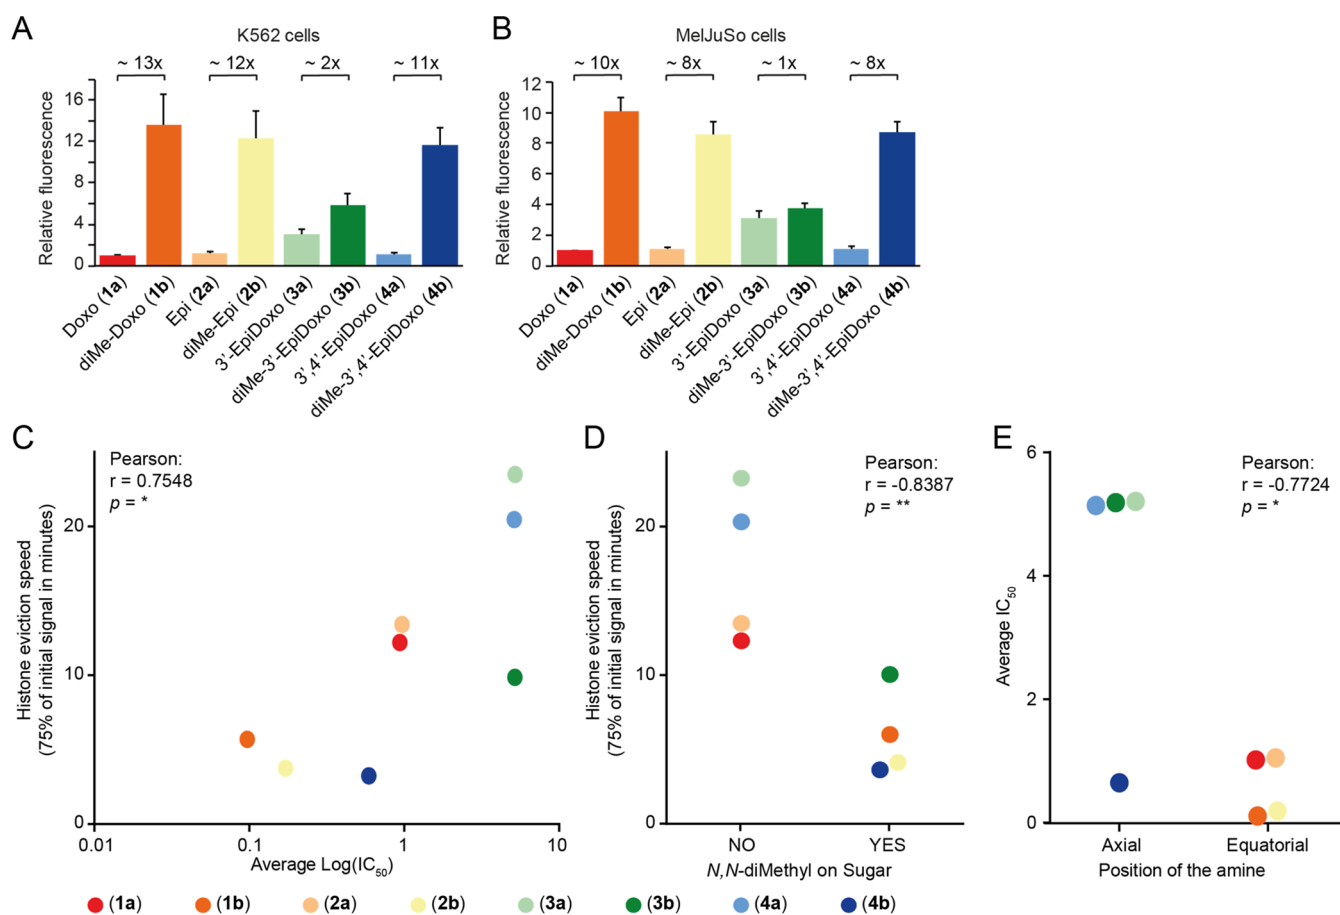 A
K562 cells
~ 13x
~ 12x
~ 2x
~ 11x
Relative fluorescence
16
12
8
4
0
Doxo (1a)
diMe-Doxo (1b)
Epi (2a)
diMe-Epi (2b)
3'-EpiDoxo (3a)
diMe-3'-EpiDoxo (3b)
3',4'-EpiDoxo (4a)
diMe-3',4'-EpiDoxo (4b)
B
MelJuSo cells
~ 10x
~ 8x
~ 1x
~ 8x
Relative fluorescence
12
10
8
6
4
2
0
Doxo (1a)
diMe-Doxo (1b)
Epi (2a)
diMe-Epi (2b)
3'-EpiDoxo (3a)
diMe-3'-EpiDoxo (3b)
3',4'-EpiDoxo (4a)
diMe-3',4'-EpiDoxo (4b)
C
Pearson:
r = 0.7548
p = *
Histone eviction speed
(75% of initial signal in minutes)
20
10
0
0.01
0.1
1
10
Average Log(IC50)
D
Pearson:
r = -0.8387
p = **
Histone eviction speed
(75% of initial signal in minutes)
20
10
0
NO
YES
N,N-diMethyl on Sugar
E
Pearson:
r = -0.7724
p = *
Average IC50
6
4
2
0
Axial
Equatorial
Position of the amine
(1a)
(1b)
(2a)
(2b)
(3a)
(3b)
(4a)
(4b)